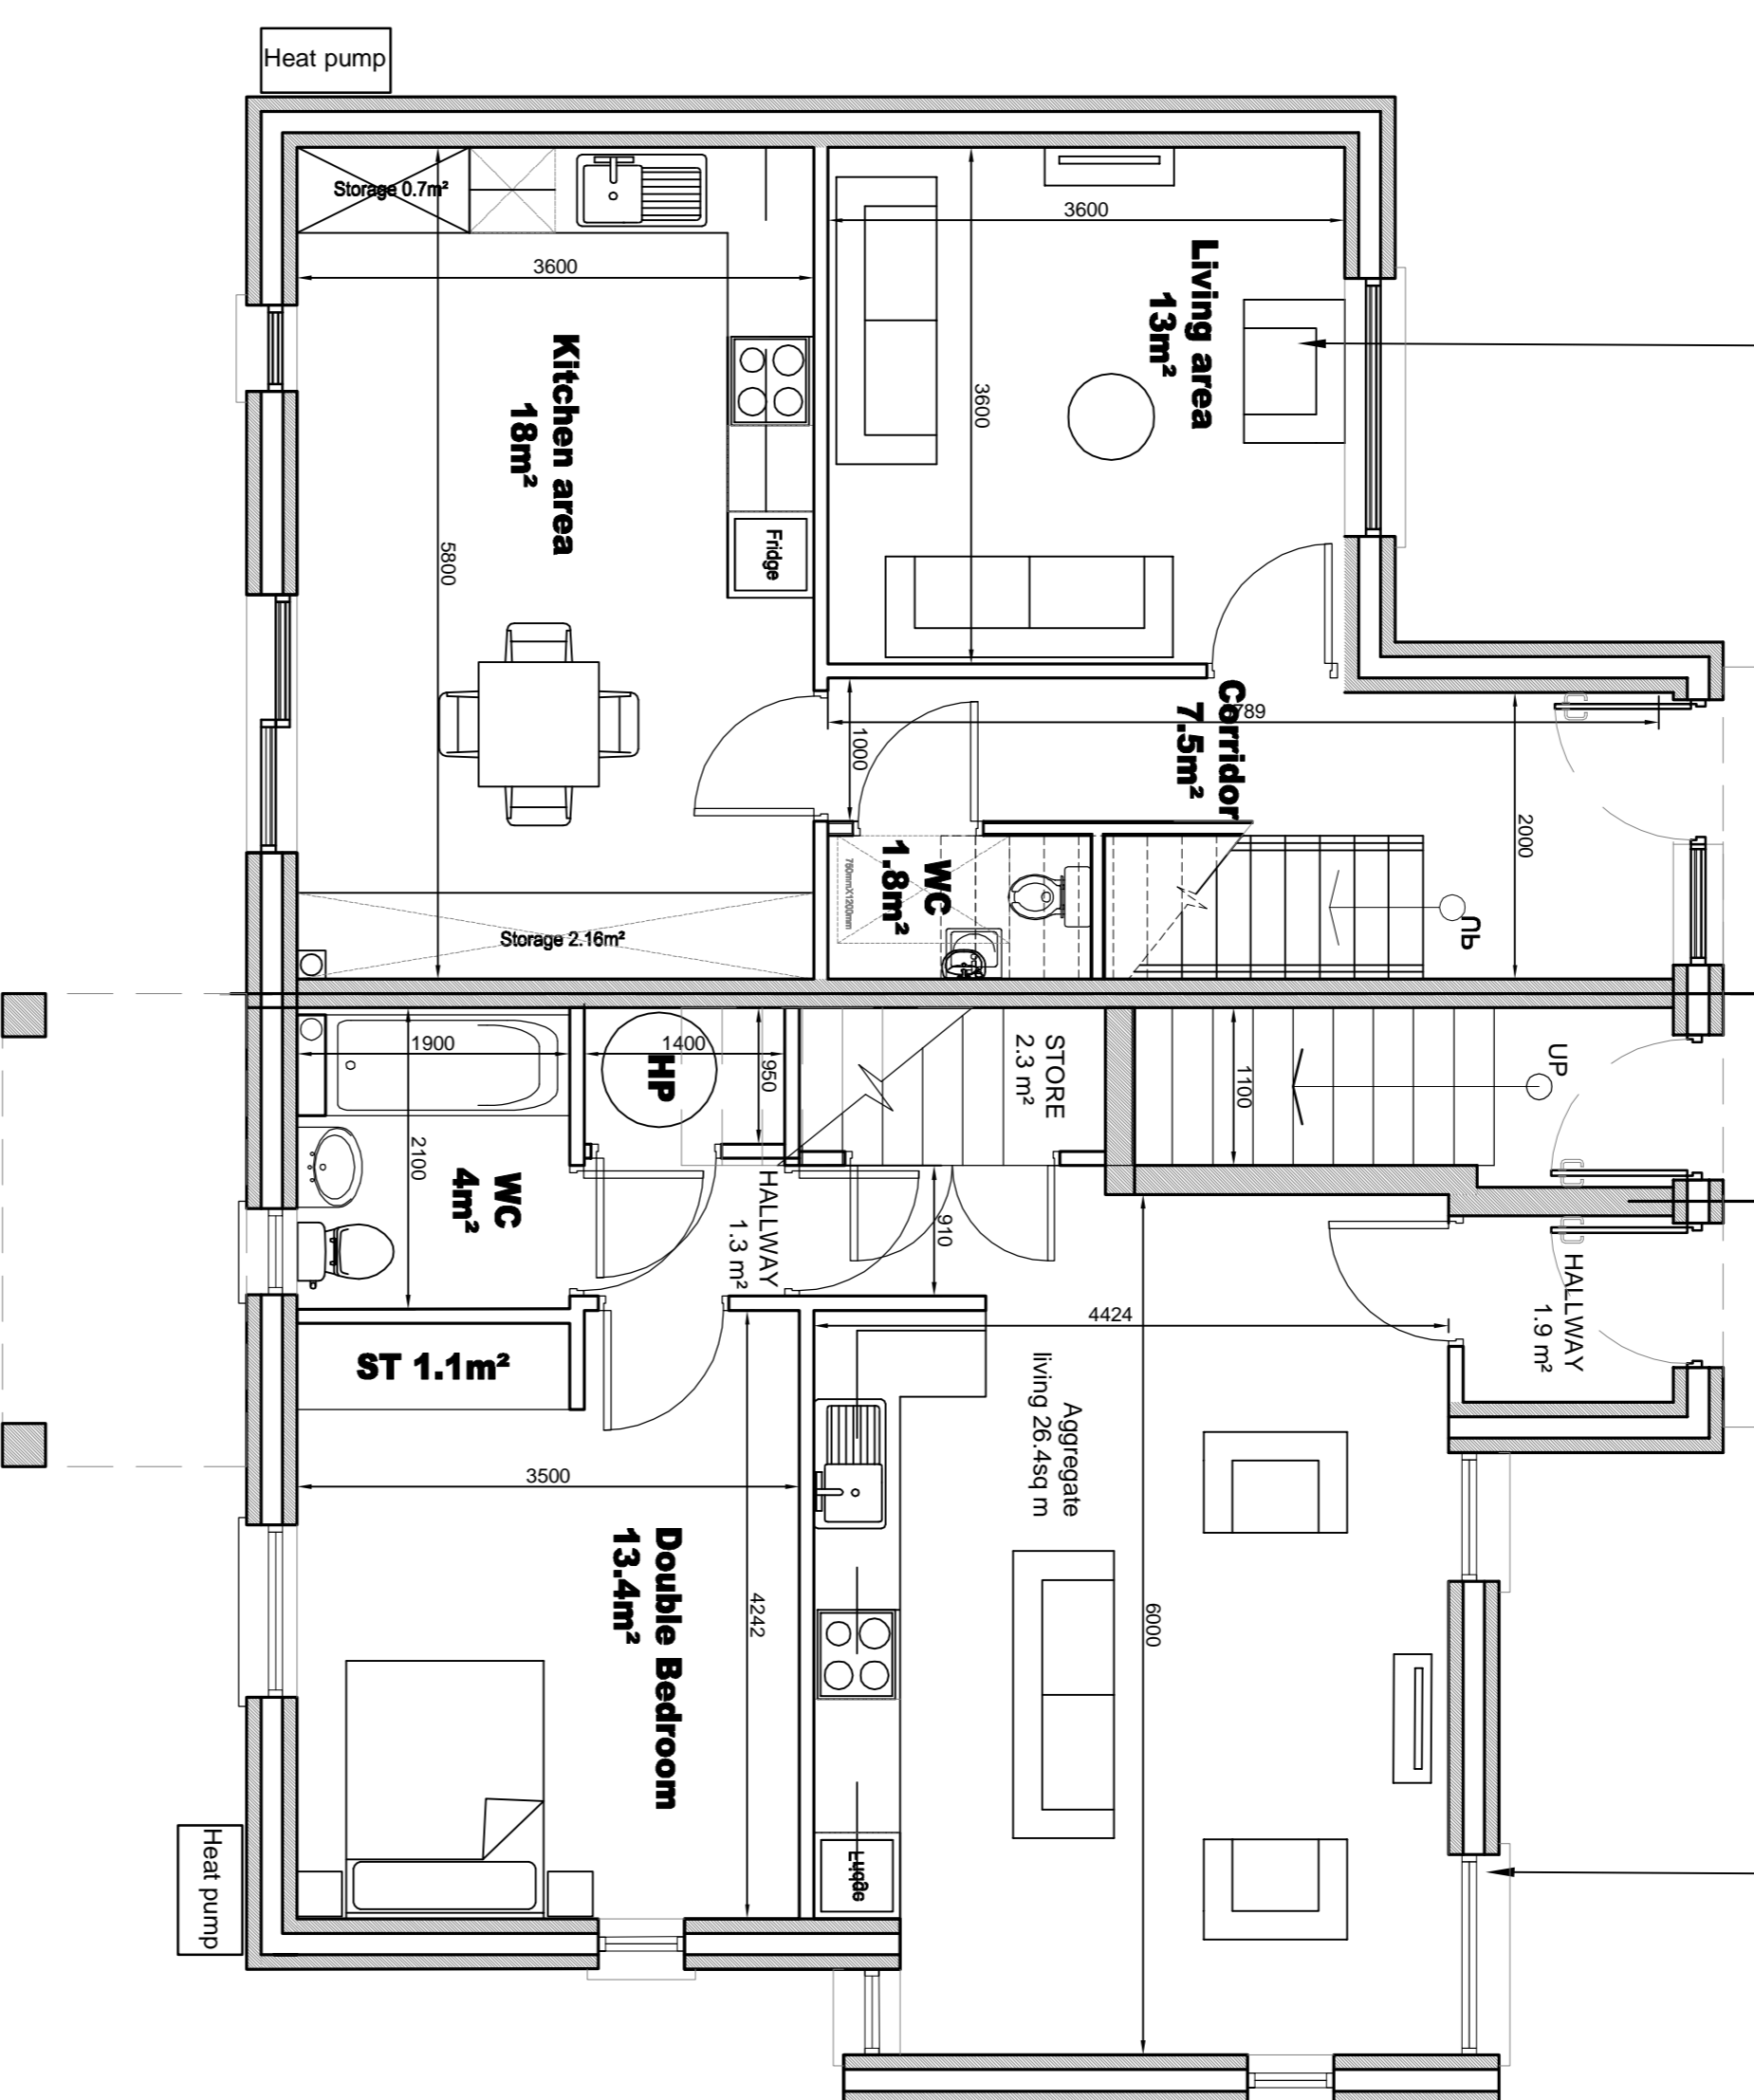 Heat pump
Storage 0.7m²
3600
3600
Living area
13m²
3600
Kitchen area
18m²
5800
Fridge
Corridor
7.5m²
789
1000
2000
WC
1.8m²
760mmX1200mm
UP
Storage 2.16m²
1900
1400
HP
950
STORE
2.3 m²
1100
UP
2100
WC
4m²
HALLWAY
1.3 m²
910
HALLWAY
1.9 m²
4424
ST 1.1m²
Aggregate
living 26.4sq m
3500
Double Bedroom
13.4m²
4242
6000
Fridge
Heat pump